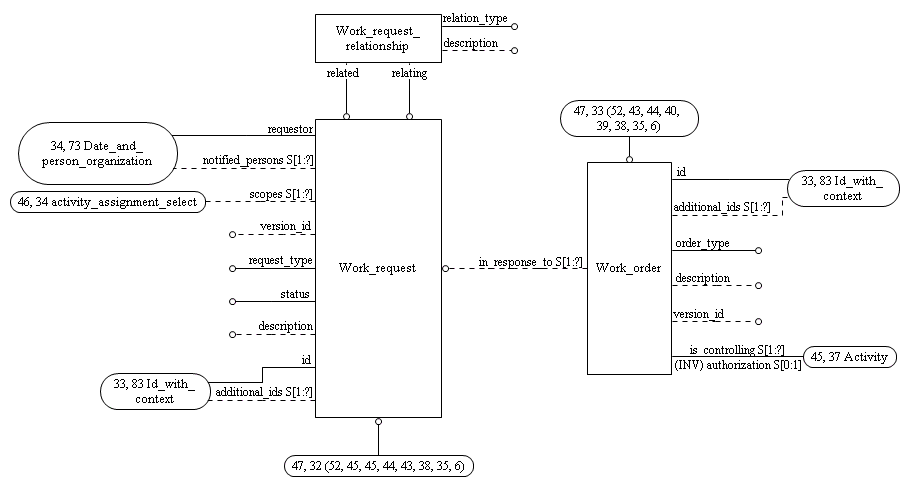 relation_type
Work_request_
relationship
description
related
relating
47, 33 (52, 43, 44, 40,
39, 38, 35, 6)
requestor
34, 73 Date_and_
person_organization
notified_persons S[1:?]
46, 34 activity_assignment_select
scopes S[1:?]
version_id
request_type
Work_request
status
description
id
33, 83 Id_with_
context
additional_ids S[1:?]
47, 32 (52, 45, 45, 44, 43, 38, 35, 6)
in_response_to S[1:?]
Work_order
id
33, 83 Id_with_
context
additional_ids S[1:?]
order_type
description
version_id
is_controlling S[1:?]
(INV) authorization S[0:1]
45, 37 Activity